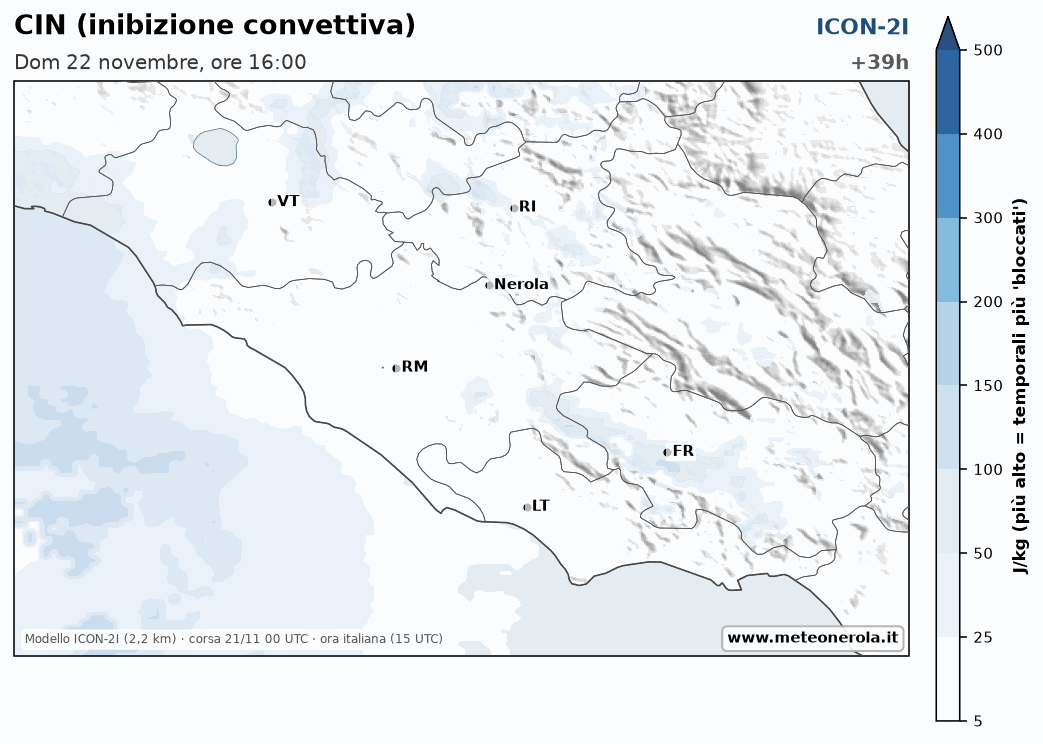 CIN (inibizione convettiva)
ICON-2I
Dom 22 novembre, ore 16:00
+39h
VT
RI
Nerola
RM
FR
LT
Modello ICON-2I (2,2 km) · corsa 21/11 00 UTC · ora italiana (15 UTC)
www.meteonerola.it
500
400
300
200
150
100
50
25
5
J/kg (più alto = temporali più 'bloccati')